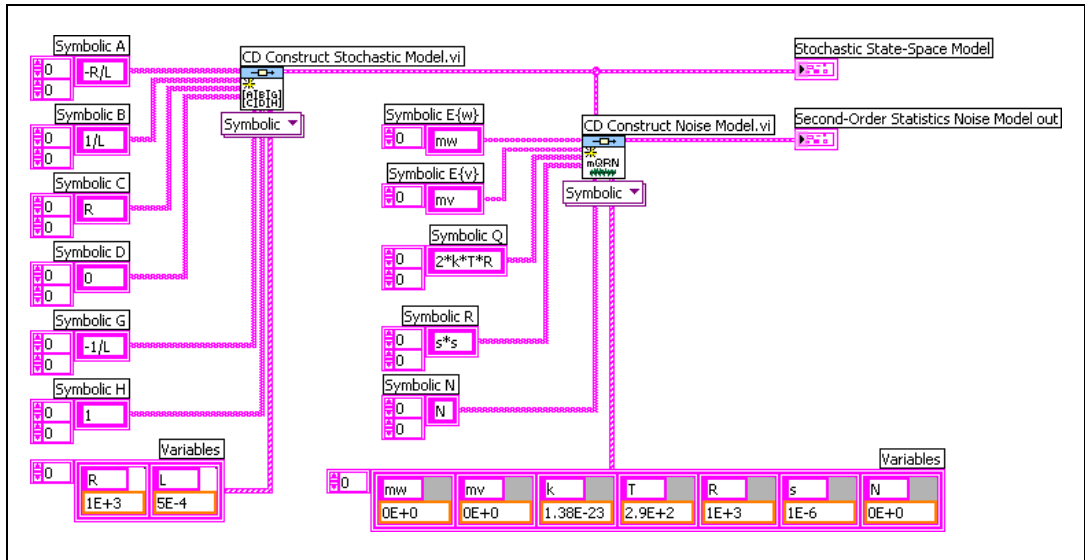 Symbolic A
0
0
-R/L
Symbolic B
0
0
1/L
Symbolic C
0
0
R
Symbolic D
0
0
0
Symbolic G
0
0
-1/L
Symbolic H
0
0
1
Variables
0
R
L
1E+3
5E-4
CD Construct Stochastic Model.vi
[A|B|G]
[C|D|H]
Symbolic
Symbolic E{w}
0
mw
Symbolic E{v}
0
mv
Symbolic Q
0
0
2*k*T*R
Symbolic R
0
0
s*s
Symbolic N
0
0
N
CD Construct Noise Model.vi
mQRN
Symbolic
Variables
0
mw
mv
k
T
R
s
N
0E+0
0E+0
1.38E-23
2.9E+2
1E+3
1E-6
0E+0
Stochastic State-Space Model
Second-Order Statistics Noise Model out